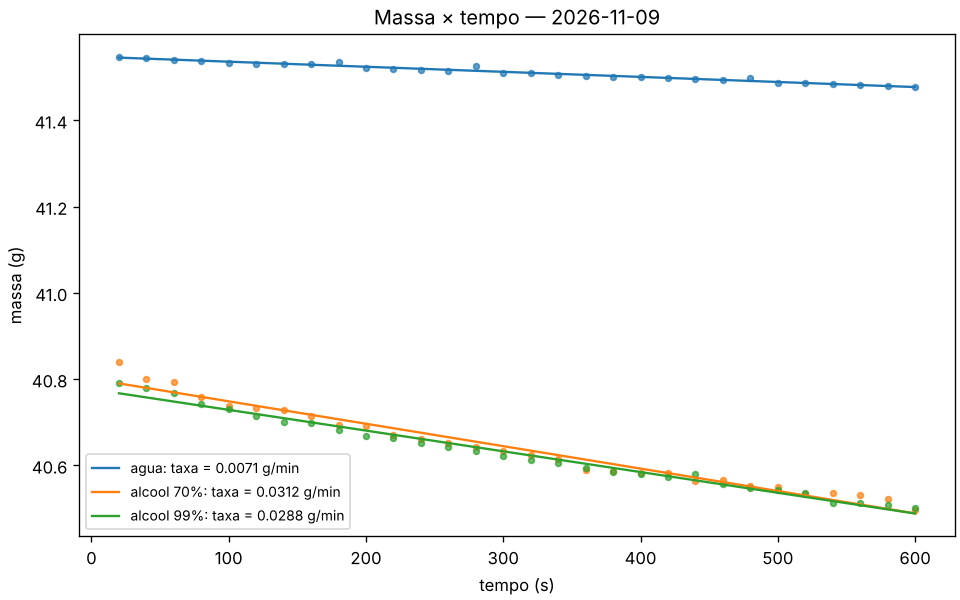 Massa × tempo — 2026-11-09
massa (g)
41.4
41.2
41.0
40.8
40.6
agua: taxa = 0.0071 g/min
alcool 70%: taxa = 0.0312 g/min
alcool 99%: taxa = 0.0288 g/min
0 100 200 300 400 500 600
tempo (s)